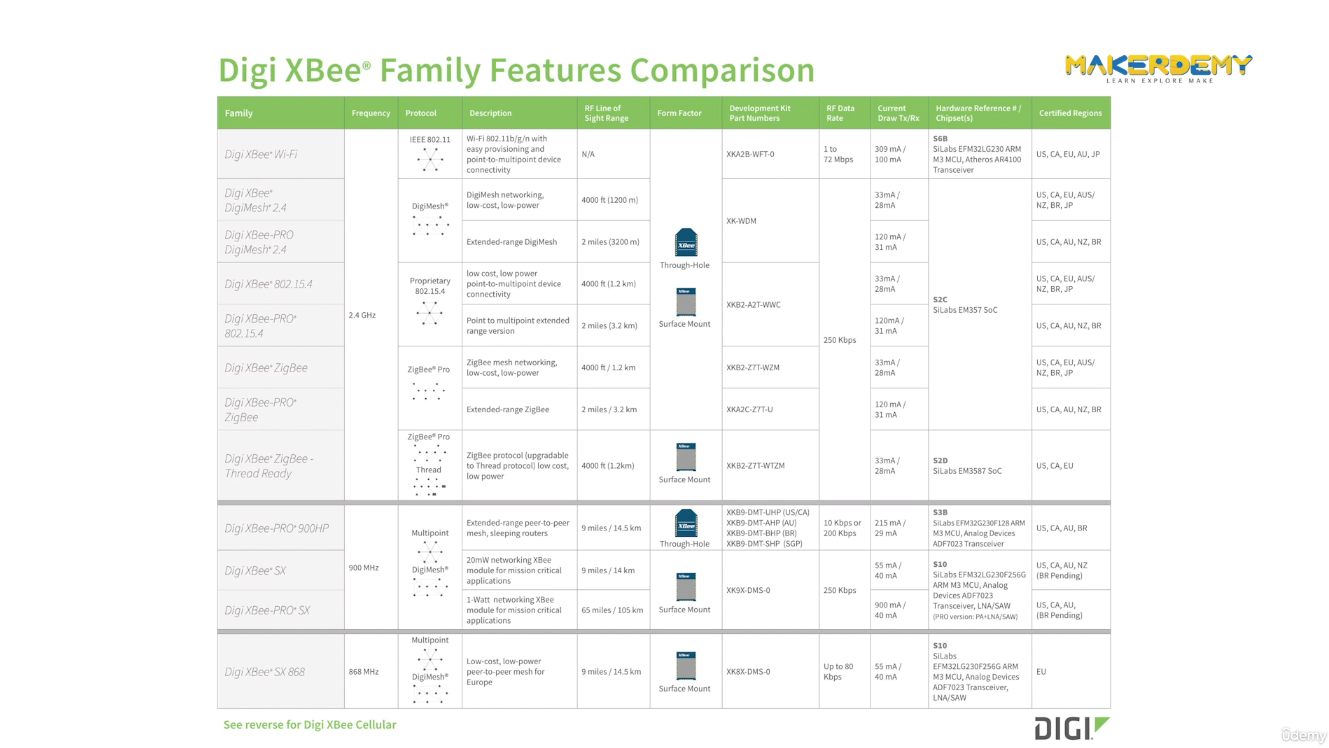 Digi XBee® Family Features Comparison
MAKERDEMY
LEARN EXPLORE MAKE
Family
Frequency
Protocol
Description
RF Line of
Sight Range
Form Factor
Development Kit
Part Numbers
RF Data
Rate
Current
Draw Tx/Rx
Hardware Reference # /
Chipset(s)
Certified Regions
Digi XBee® Wi-Fi
2.4 GHz
IEEE 802.11
Wi-Fi 802.11b/g/n with
easy provisioning and
point-to-multipoint device
connectivity
N/A
XBee
Through-Hole
XBee
Surface Mount
XKA2B-WFT-0
1 to
72 Mbps
309 mA /
100 mA
S6B
SiLabs EFM32LG230 ARM
M3 MCU, Atheros AR4100
Transceiver
US, CA, EU, AU, JP
Digi XBee®
DigiMesh® 2.4
DigiMesh®
DigiMesh networking,
low-cost, low-power
4000 ft (1200 m)
XK-WDM
250 Kbps
33mA /
28mA
S2C
SiLabs EM357 SoC
US, CA, EU, AUS/
NZ, BR, JP
Digi XBee-PRO
DigiMesh® 2.4
Extended-range DigiMesh
2 miles (3200 m)
120 mA /
31 mA
US, CA, AU, NZ, BR
Digi XBee® 802.15.4
Proprietary
802.15.4
low cost, low power
point-to-multipoint device
connectivity
4000 ft (1.2 km)
XKB2-A2T-WWC
33mA /
28mA
US, CA, EU, AUS/
NZ, BR, JP
Digi XBee-PRO®
802.15.4
Point to multipoint extended
range version
2 miles (3.2 km)
120mA /
31 mA
US, CA, AU, NZ, BR
Digi XBee® ZigBee
ZigBee® Pro
ZigBee mesh networking,
low-cost, low-power
4000 ft / 1.2 km
XKB2-Z7T-WZM
33mA /
28mA
US, CA, EU, AUS/
NZ, BR, JP
Digi XBee-PRO®
ZigBee
Extended-range ZigBee
2 miles / 3.2 km
XKA2C-Z7T-U
120 mA /
31 mA
US, CA, AU, NZ, BR
Digi XBee® ZigBee -
Thread Ready
ZigBee® Pro
Thread
ZigBee protocol (upgradable
to Thread protocol) low cost,
low power
4000 ft (1.2km)
XBee
Surface Mount
XKB2-Z7T-WTZM
33mA /
28mA
S2D
SiLabs EM3587 SoC
US, CA, EU
Digi XBee-PRO® 900HP
900 MHz
Multipoint
DigiMesh®
Extended-range peer-to-peer
mesh, sleeping routers
9 miles / 14.5 km
XBee
Through-Hole
XKB9-DMT-UHP (US/CA)
XKB9-DMT-AHP (AU)
XKB9-DMT-BHP (BR)
XKB9-DMT-SHP (SGP)
10 Kbps or
200 Kbps
215 mA /
29 mA
S3B
SiLabs EFM32G230F128 ARM
M3 MCU, Analog Devices
ADF7023 Transceiver
US, CA, AU, BR
Digi XBee® SX
20mW networking XBee
module for mission critical
applications
9 miles / 14 km
XBee
Surface Mount
XK9X-DMS-0
250 Kbps
55 mA /
40 mA
S10
SiLabs EFM32LG230F256G
ARM M3 MCU, Analog
Devices ADF7023
Transceiver, LNA/SAW
(PRO version: PA+LNA/SAW)
US, CA, AU, NZ
(BR Pending)
Digi XBee-PRO® SX
1-Watt networking XBee
module for mission critical
applications
65 miles / 105 km
900 mA /
40 mA
US, CA, AU,
(BR Pending)
Digi XBee® SX 868
868 MHz
Multipoint
DigiMesh®
Low-cost, low-power
peer-to-peer mesh for
Europe
9 miles / 14.5 km
XBee
Surface Mount
XK8X-DMS-0
Up to 80
Kbps
55 mA /
40 mA
S10
SiLabs
EFM32LG230F256G ARM
M3 MCU, Analog Devices
ADF7023 Transceiver,
LNA/SAW
EU
See reverse for Digi XBee Cellular
DIGI
ûdemy